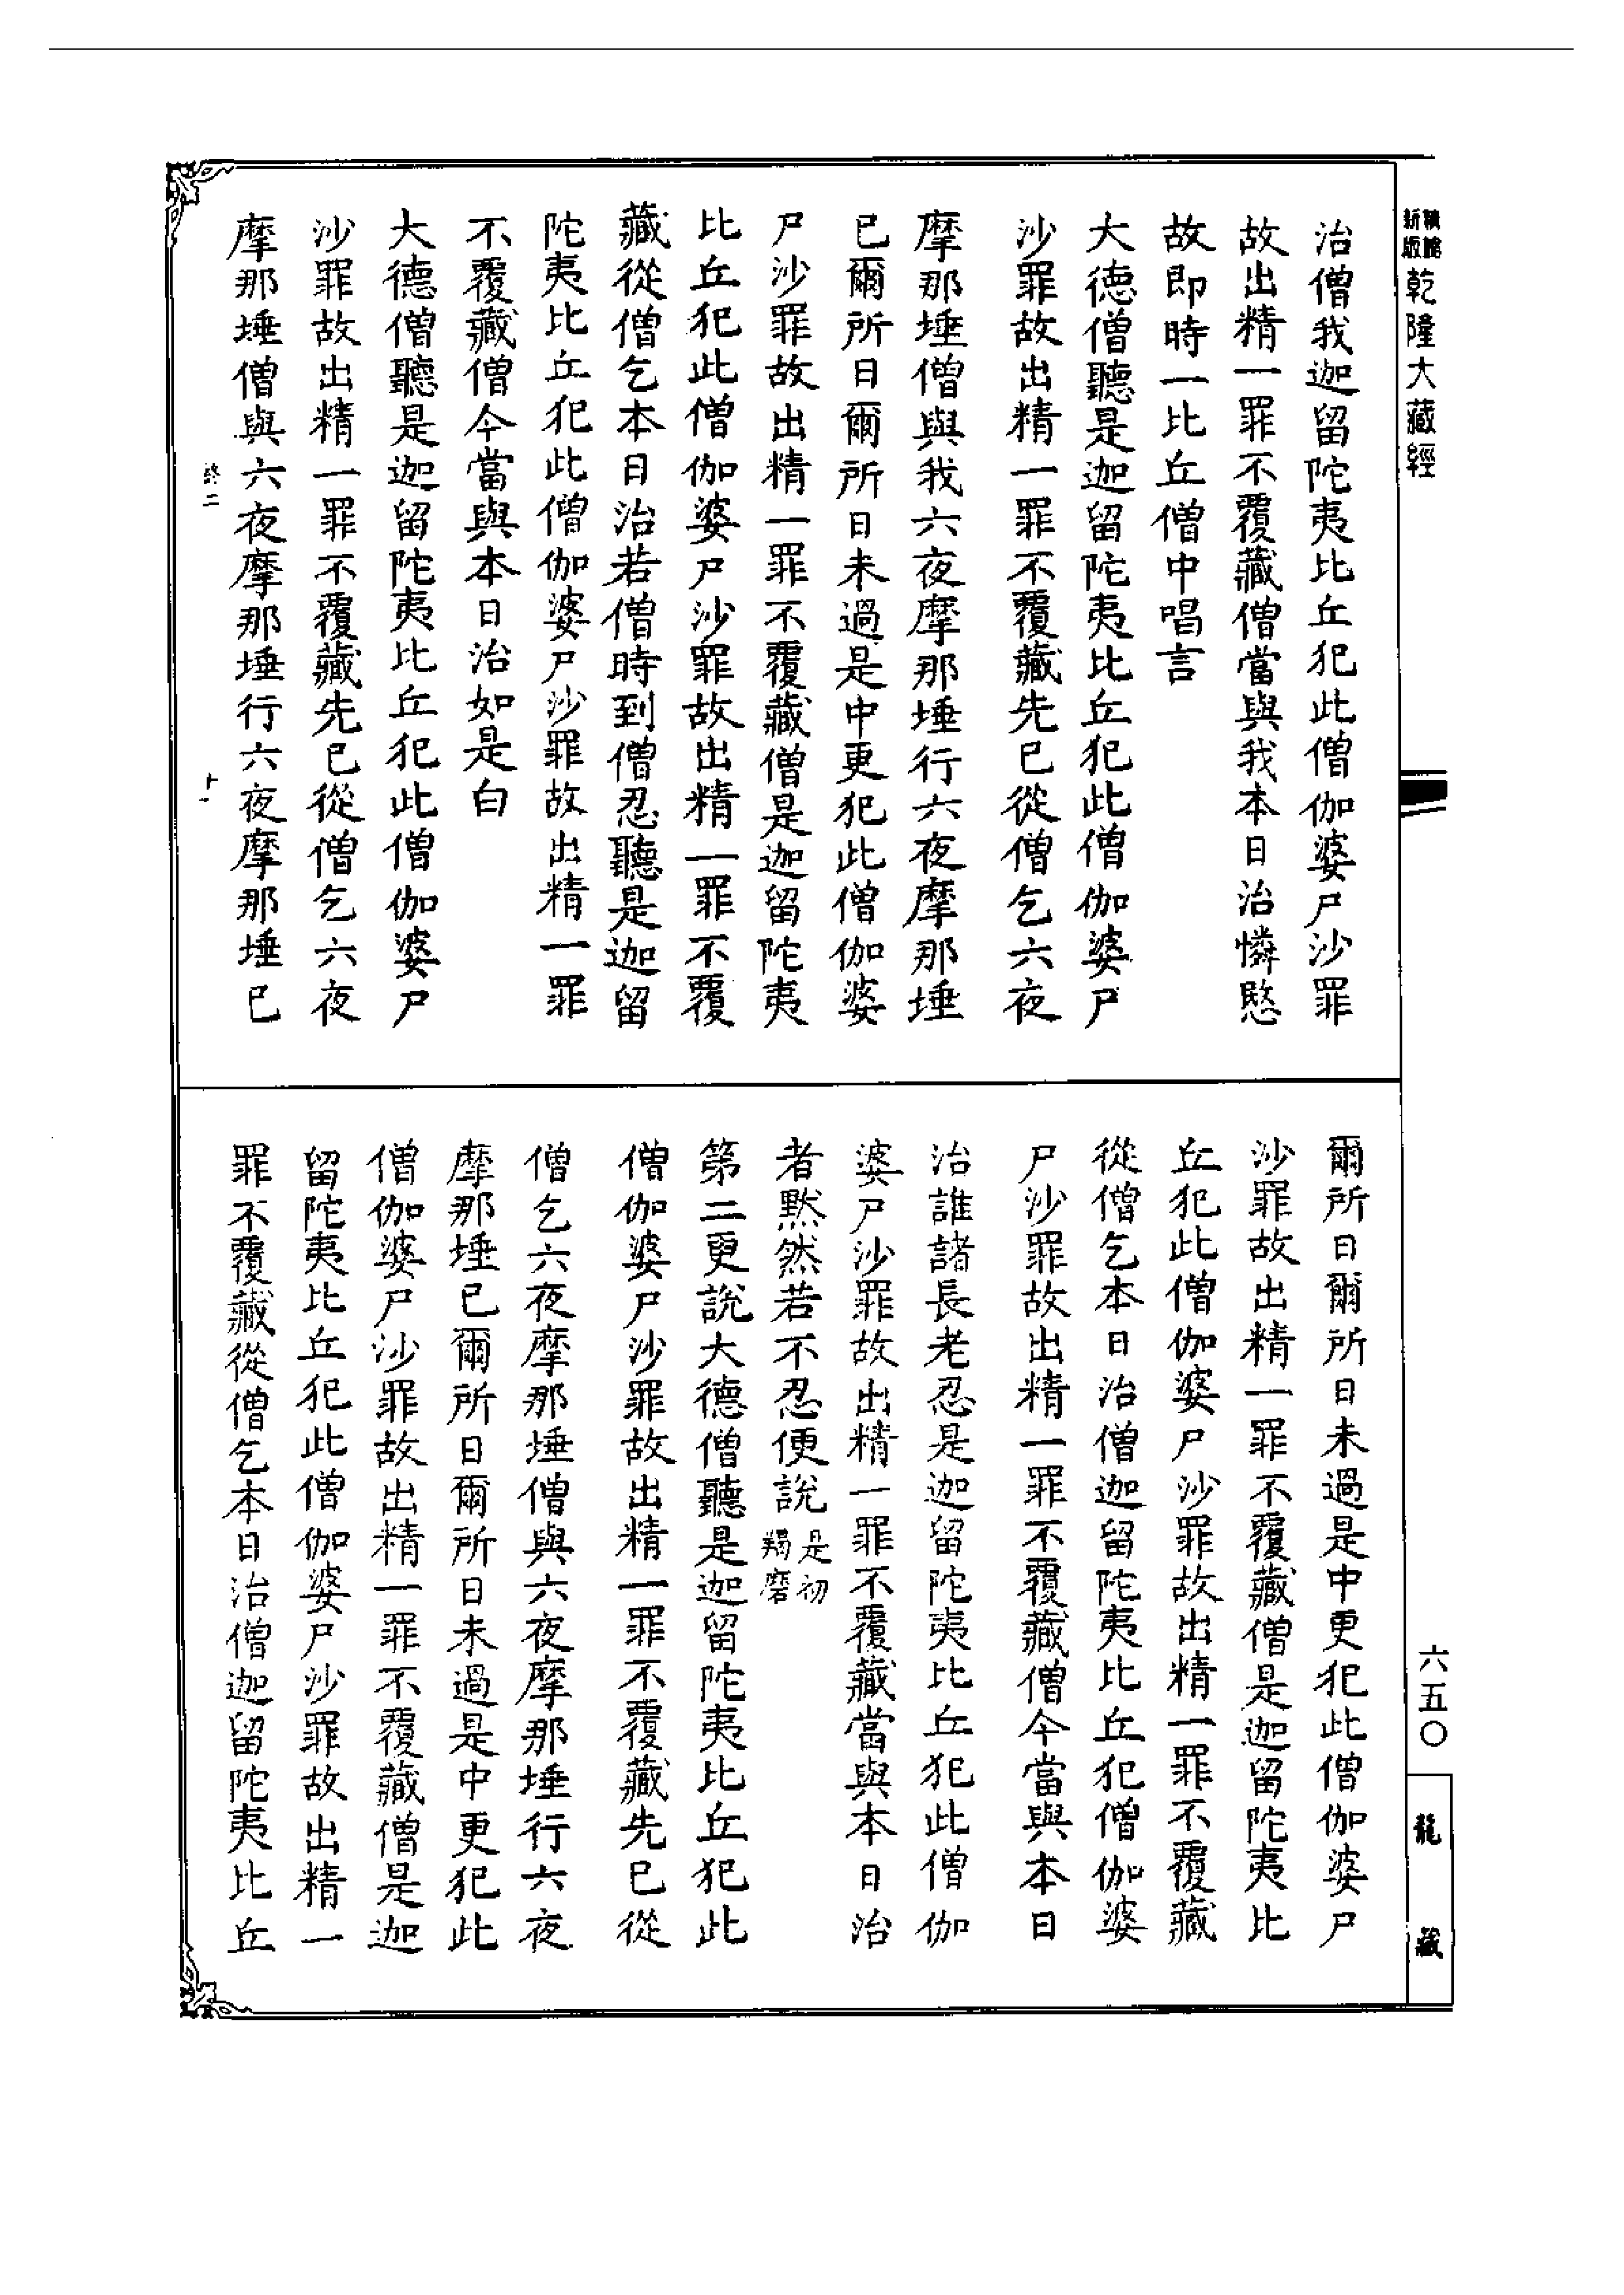 乾隆大藏經
治僧我迦留陀夷比丘犯此僧伽婆尸沙罪
故出精一罪不覆藏僧當與我本日治憐愍
故即時一比丘僧中唱言
大德僧聽是迦留陀夷比丘犯此僧伽婆尸
沙罪故出精一罪不覆藏先已從僧乞六夜
摩那埵僧與我六夜摩那埵行六夜摩那埵
已爾所日爾所日未過是中更犯此僧伽婆
尸沙罪故出精一罪不覆藏僧是迦留陀夷
比丘犯此僧伽婆尸沙罪故出精一罪不覆
藏從僧乞本日治若僧時到僧忍聽是迦留
陀夷比丘犯此僧伽婆尸沙罪故出精一罪
不覆藏僧今當與本日治如是白
大德僧聽是迦留陀夷比丘犯此僧伽婆尸
沙罪故出精一罪不覆藏先已從僧乞六夜
摩那埵僧與六夜摩那埵行六夜摩那埵已
終二 十一
爾所日爾所日未過是中更犯此僧伽婆尸
沙罪故出精一罪不覆藏僧是迦留陀夷比
丘犯此僧伽婆尸沙罪故出精一罪不覆藏
從僧乞本日治僧迦留陀夷比丘犯僧伽婆
尸沙罪故出精一罪不覆藏僧今當與本日
治誰諸長老忍是迦留陀夷比丘犯此僧伽
婆尸沙罪故出精一罪不覆藏當與本日治
者默然若不忍便說是初羯磨
第二更說大德僧聽是迦留陀夷比丘犯此
僧伽婆尸沙罪故出精一罪不覆藏先已從
僧乞六夜摩那埵僧與六夜摩那埵行六夜
摩那埵已爾所日爾所日未過是中更犯此
僧伽婆尸沙罪故出精一罪不覆藏僧是迦
留陀夷比丘犯此僧伽婆尸沙罪故出精一
罪不覆藏從僧乞本日治僧迦留陀夷比丘
六五〇
龍藏